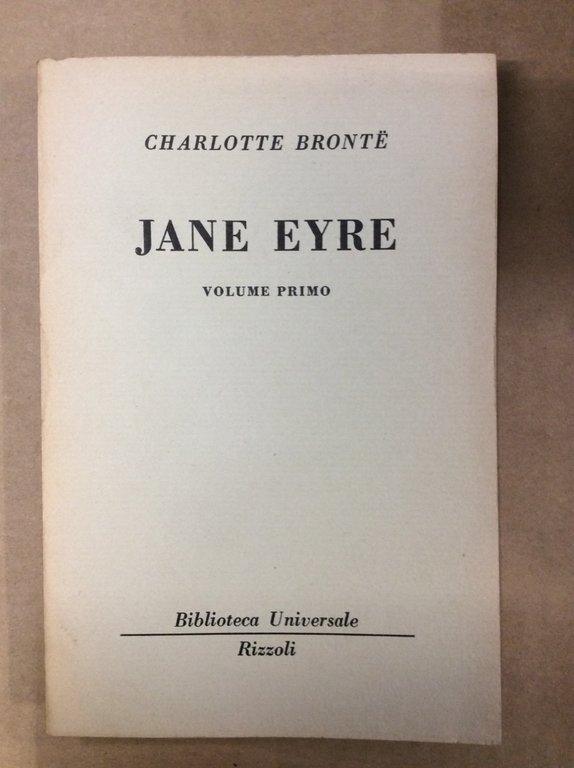 CHARLOTTE BRONTË
JANE EYRE
VOLUME PRIMO
Biblioteca Universale
Rizzoli